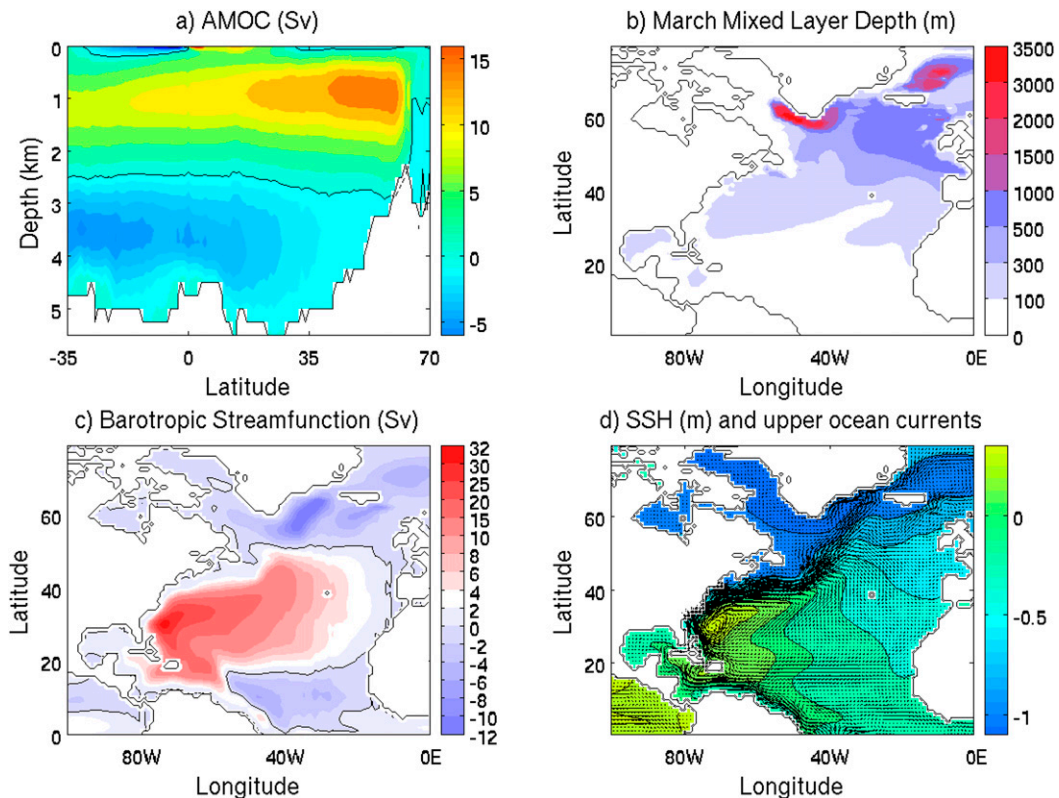 a) AMOC (Sv)
0
1
2
3
4
5
Depth (km)
-35
0
35
70
Latitude
15
10
5
0
-5
b) March Mixed Layer Depth (m)
60
40
20
Latitude
80W
40W
0E
Longitude
3500
3000
2000
1500
1000
700
500
300
100
0
c) Barotropic Streamfunction (Sv)
60
40
20
0
Latitude
80W
40W
0E
Longitude
32
30
25
20
15
10
8
6
4
2
0
-2
-4
-6
-8
-10
-12
d) SSH (m) and upper ocean currents
60
40
20
0
Latitude
80W
40W
0E
Longitude
0
-0.5
-1